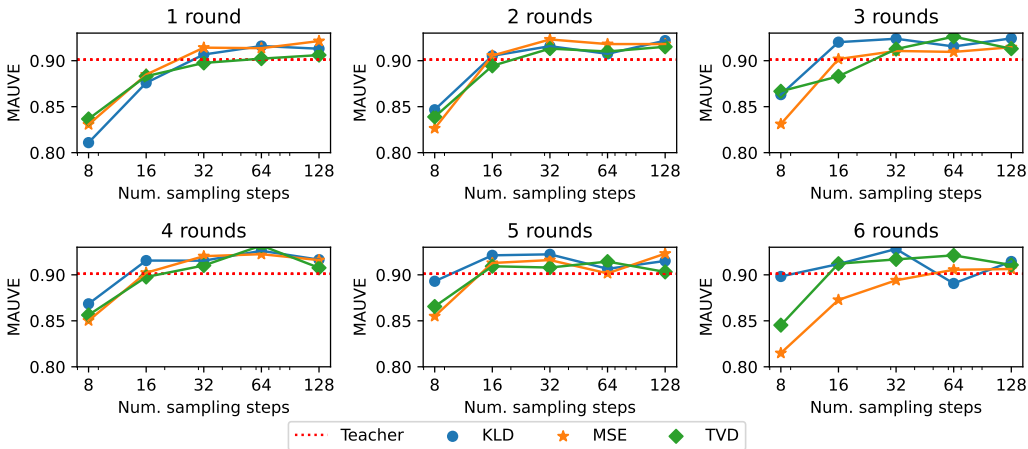 1 round
2 rounds
3 rounds
MAUVE
0.90
0.85
0.80
8 16 32 64 128
Num. sampling steps
MAUVE
0.90
0.85
0.80
8 16 32 64 128
Num. sampling steps
MAUVE
0.90
0.85
0.80
8 16 32 64 128
Num. sampling steps
4 rounds
5 rounds
6 rounds
MAUVE
0.90
0.85
0.80
8 16 32 64 128
Num. sampling steps
MAUVE
0.90
0.85
0.80
8 16 32 64 128
Num. sampling steps
MAUVE
0.90
0.85
0.80
8 16 32 64 128
Num. sampling steps
Teacher KLD MSE TVD